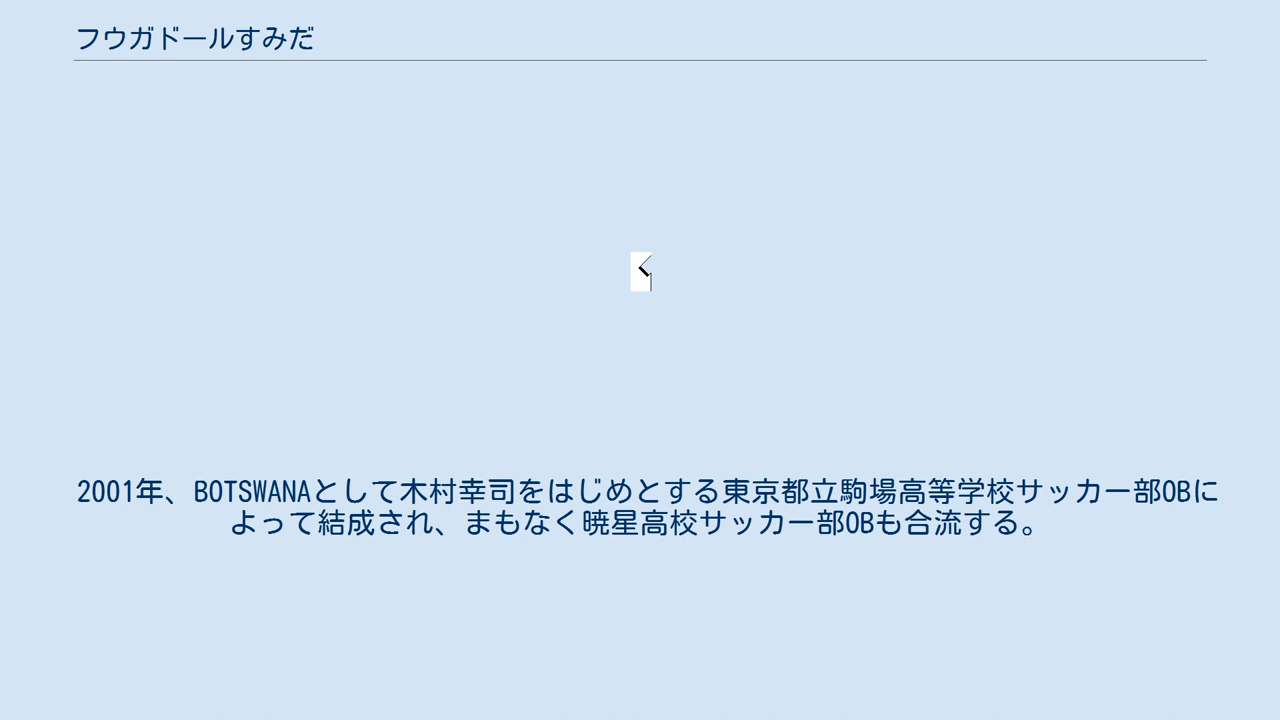 フウガドールすみだ
2001年、BOTSWANAとして木村幸司をはじめとする東京都立駒場高等学校サッカー部OBに
よって結成され、まもなく暁星高校サッカー部OBも合流する。